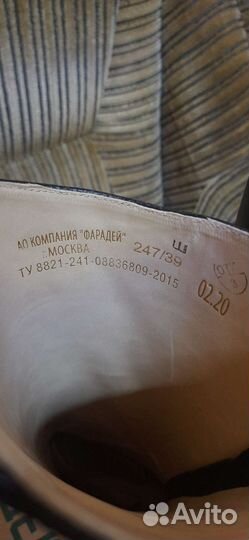 АО КОМПАНИЯ "ФАРАДЕЙ"
г.МОСКВА 247/39 Ш
ТУ 8821-241-08836809-2015
02.20
Avito